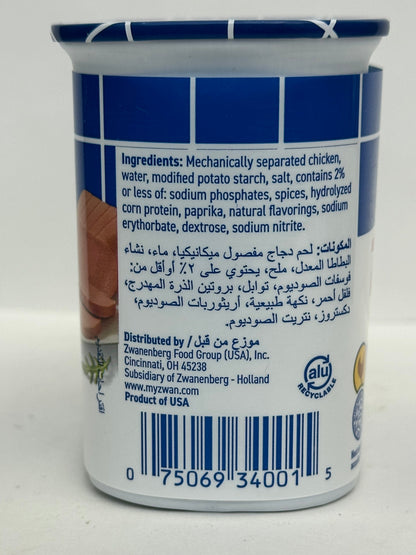 Ingredients: Mechanically separated chicken,
water, modified potato starch, salt, contains 2%
or less of: sodium phosphates, spices, hydrolyzed
corn protein, paprika, natural flavorings, sodium
erythorbate, dextrose, sodium nitrite.
المكونات: لحم دجاج مفصول ميكانيكيا، ماء، نشاء
البطاطا المعدل، ملح، يحتوي على ٢٪ أوأقل من:
فوسفات الصوديوم، توابل، بروتين الذرة المهدرج،
فلفل أحمر، نكهة طبيعية، أريثوربات الصوديوم،
دكستروز، نتريت الصوديوم.
Distributed by / موزع من قبل
Zwanenberg Food Group (USA), Inc.
Cincinnati, OH 45238
Subsidiary of Zwanenberg - Holland
www.myzwan.com
Product of USA
alu
RECYCLABLE
0 75069 34001 5